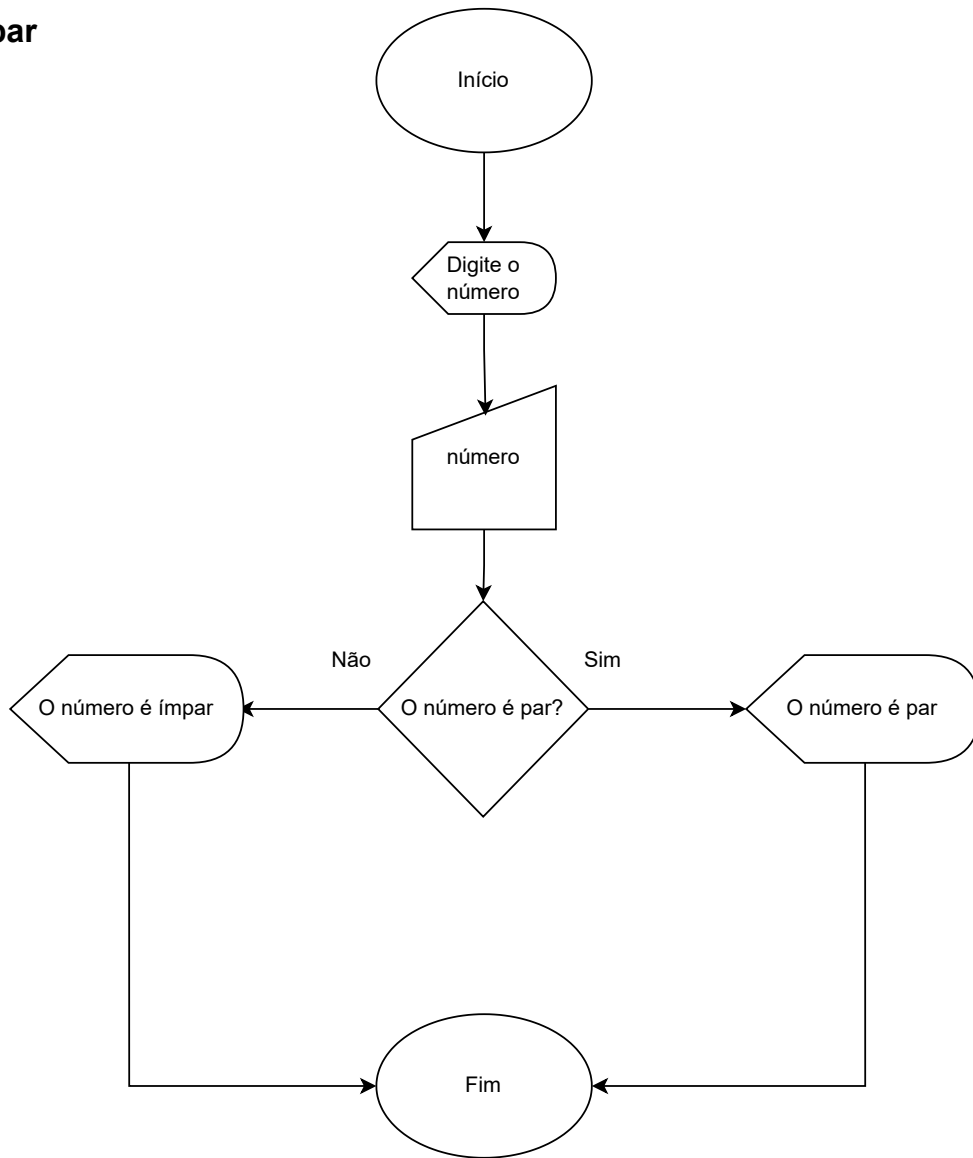 par
Início
Digite o
número
número
Não
Sim
O número é ímpar
O número é par?
O número é par
Fim